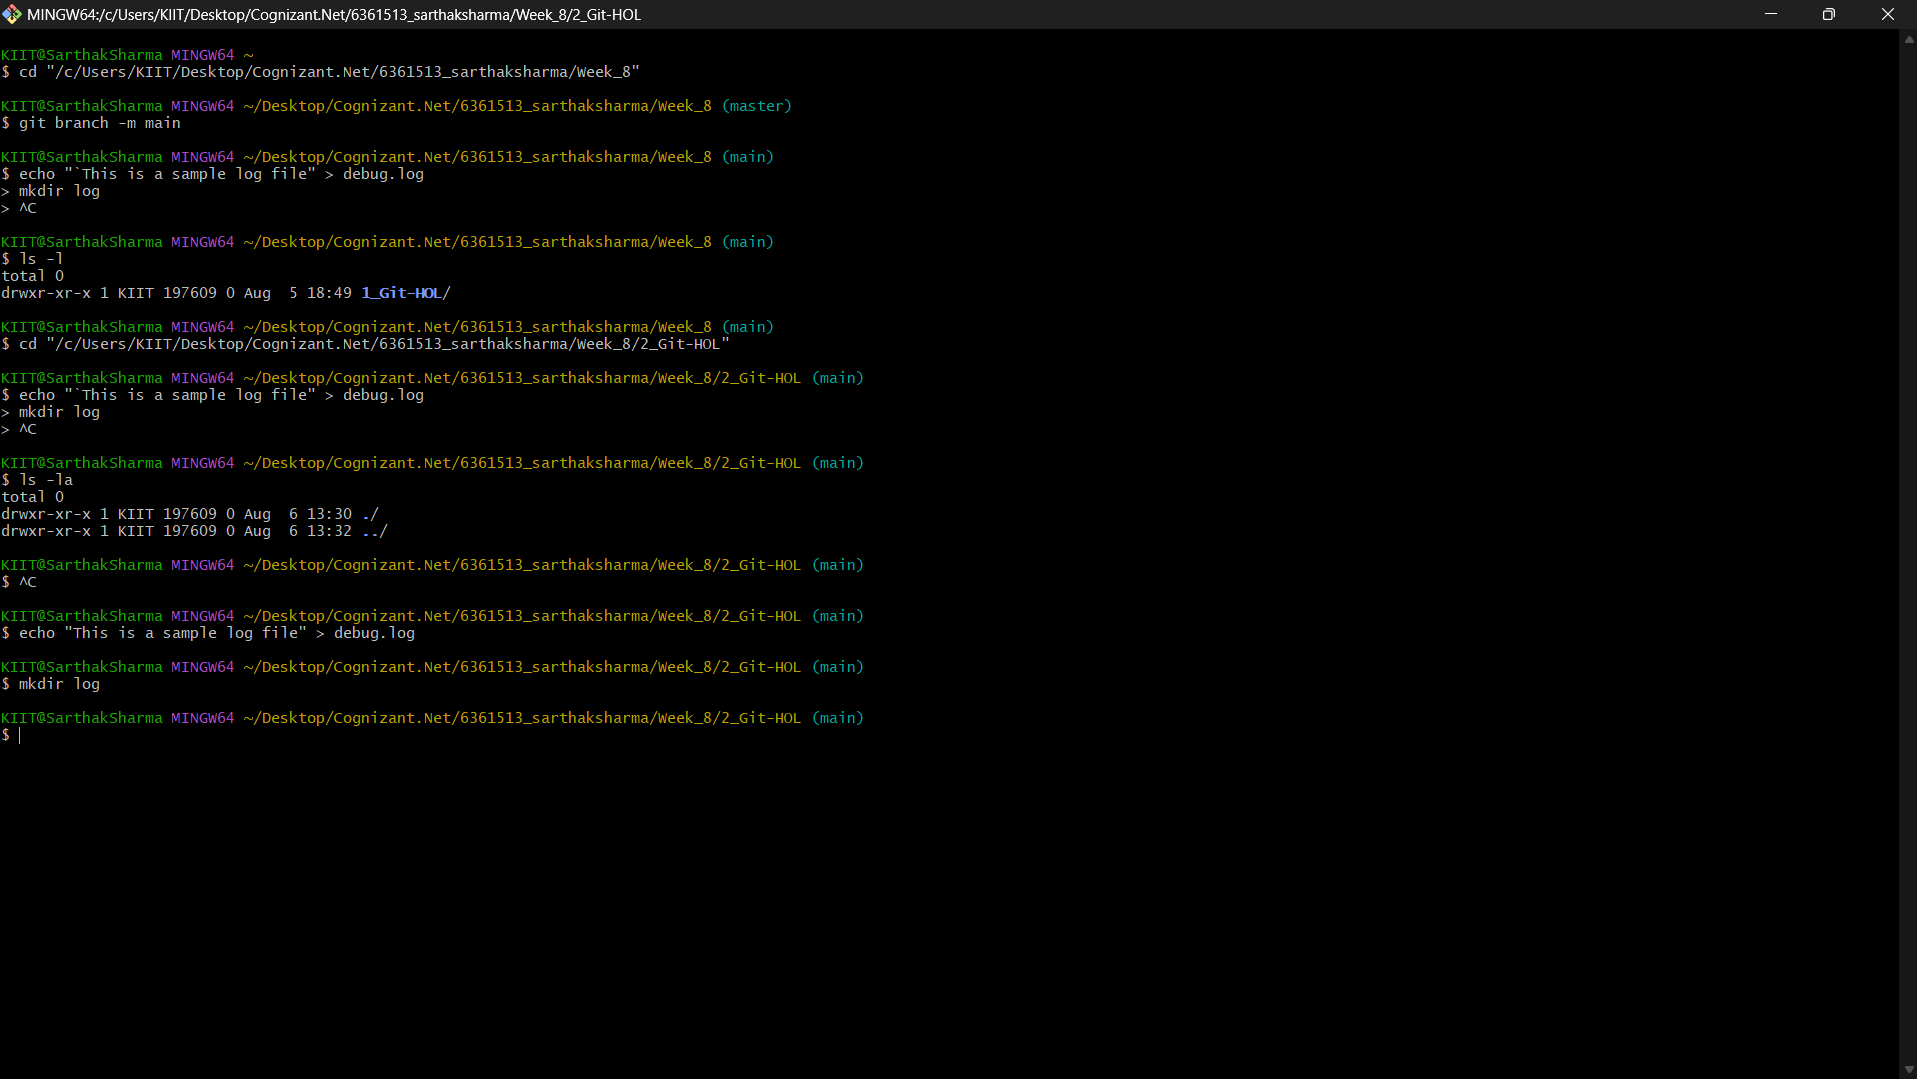 MINGW64:/c/Users/KIIT/Desktop/Cognizant.Net/6361513_sarthaksharma/Week_8/2_Git-HOL
KIIT@SarthakSharma MINGW64 ~
$ cd "/c/Users/KIIT/Desktop/Cognizant.Net/6361513_sarthaksharma/Week_8"
KIIT@SarthakSharma MINGW64 ~/Desktop/Cognizant.Net/6361513_sarthaksharma/Week_8 (master)
$ git branch -m main
KIIT@SarthakSharma MINGW64 ~/Desktop/Cognizant.Net/6361513_sarthaksharma/Week_8 (main)
$ echo "`This is a sample log file" > debug.log
> mkdir log
> ^C
KIIT@SarthakSharma MINGW64 ~/Desktop/Cognizant.Net/6361513_sarthaksharma/Week_8 (main)
$ ls -l
total 0
drwxr-xr-x 1 KIIT 197609 0 Aug  5 18:49 1_Git-HOL/
KIIT@SarthakSharma MINGW64 ~/Desktop/Cognizant.Net/6361513_sarthaksharma/Week_8 (main)
$ cd "/c/Users/KIIT/Desktop/Cognizant.Net/6361513_sarthaksharma/Week_8/2_Git-HOL"
KIIT@SarthakSharma MINGW64 ~/Desktop/Cognizant.Net/6361513_sarthaksharma/Week_8/2_Git-HOL (main)
$ echo "`This is a sample log file" > debug.log
> mkdir log
> ^C
KIIT@SarthakSharma MINGW64 ~/Desktop/Cognizant.Net/6361513_sarthaksharma/Week_8/2_Git-HOL (main)
$ ls -la
total 0
drwxr-xr-x 1 KIIT 197609 0 Aug  6 13:30 ./
drwxr-xr-x 1 KIIT 197609 0 Aug  6 13:32 ../
KIIT@SarthakSharma MINGW64 ~/Desktop/Cognizant.Net/6361513_sarthaksharma/Week_8/2_Git-HOL (main)
$ ^C
KIIT@SarthakSharma MINGW64 ~/Desktop/Cognizant.Net/6361513_sarthaksharma/Week_8/2_Git-HOL (main)
$ echo "This is a sample log file" > debug.log
KIIT@SarthakSharma MINGW64 ~/Desktop/Cognizant.Net/6361513_sarthaksharma/Week_8/2_Git-HOL (main)
$ mkdir log
KIIT@SarthakSharma MINGW64 ~/Desktop/Cognizant.Net/6361513_sarthaksharma/Week_8/2_Git-HOL (main)
$